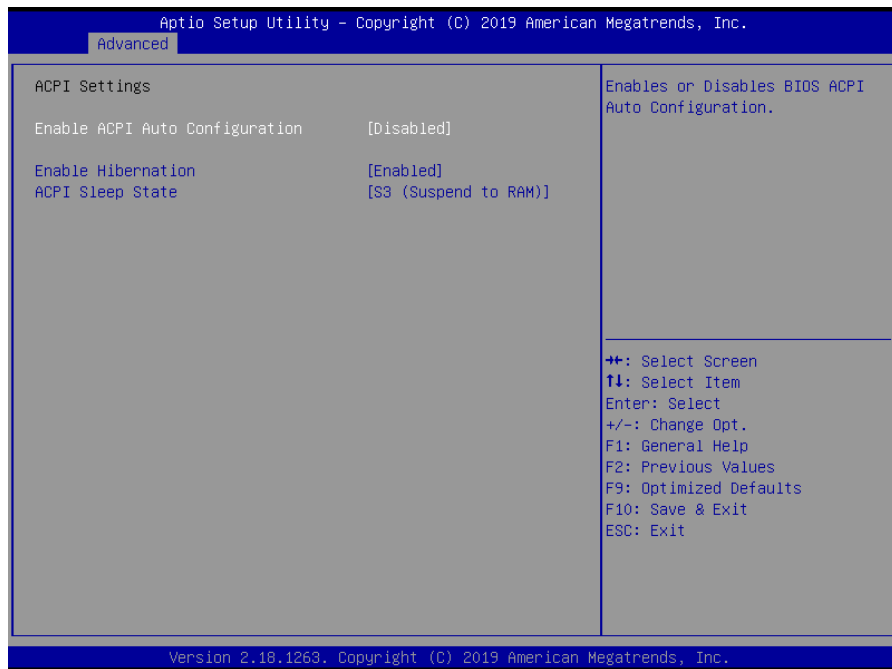 Aptio Setup Utility – Copyright (C) 2019 American Megatrends, Inc.
Advanced
ACPI Settings
Enable ACPI Auto Configuration [Disabled]
Enable Hibernation [Enabled]
ACPI Sleep State [S3 (Suspend to RAM)]
Enables or Disables BIOS ACPI
Auto Configuration.
→←: Select Screen
↑↓: Select Item
Enter: Select
+/-: Change Opt.
F1: General Help
F2: Previous Values
F9: Optimized Defaults
F10: Save & Exit
ESC: Exit
Version 2.18.1263. Copyright (C) 2019 American Megatrends, Inc.